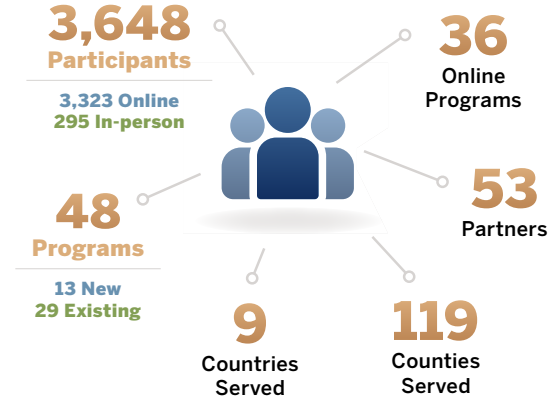 3,648
Participants
3,323 Online
295 In-person
36
Online
Programs
48
Programs
13 New
29 Existing
53
Partners
9
Countries
Served
119
Counties
Served